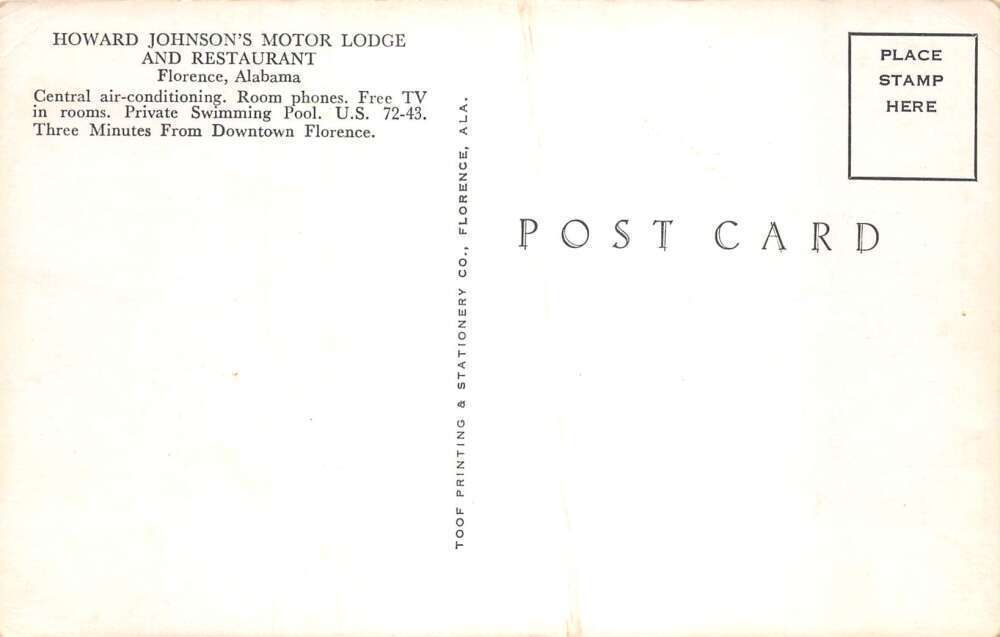 HOWARD JOHNSON'S MOTOR LODGE
AND RESTAURANT
Florence, Alabama
Central air-conditioning. Room phones. Free TV
in rooms. Private Swimming Pool. U.S. 72-43.
Three Minutes From Downtown Florence.
TOOF PRINTING & STATIONERY CO., FLORENCE, ALA.
PLACE
STAMP
HERE
POST CARD